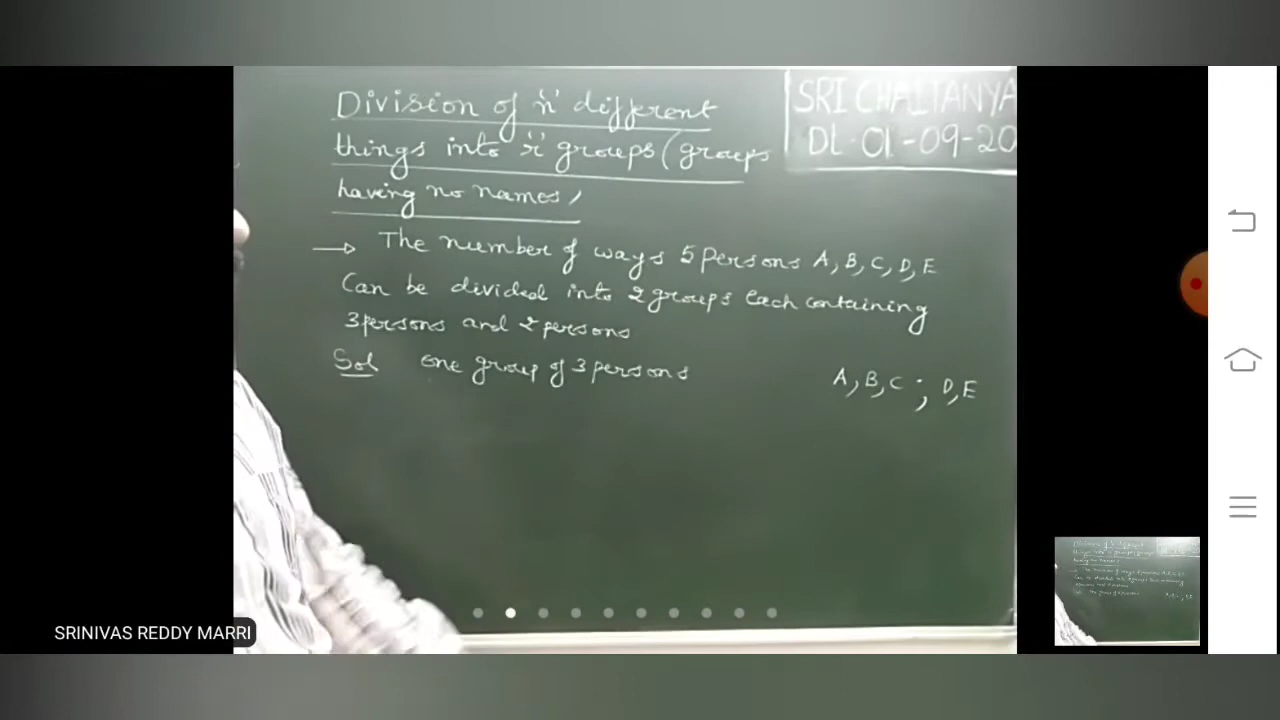 Division of 'n' different
things into 'r' groups (groups
having no names)
SRI CHAITANYA
DL. 01-09-20
→ The number of ways 5 persons A, B, C, D, E
Can be divided into 2 groups each containing
3 persons and 2 persons
Sol one group of 3 persons
A, B, C ; D, E
SRINIVAS REDDY MARRI